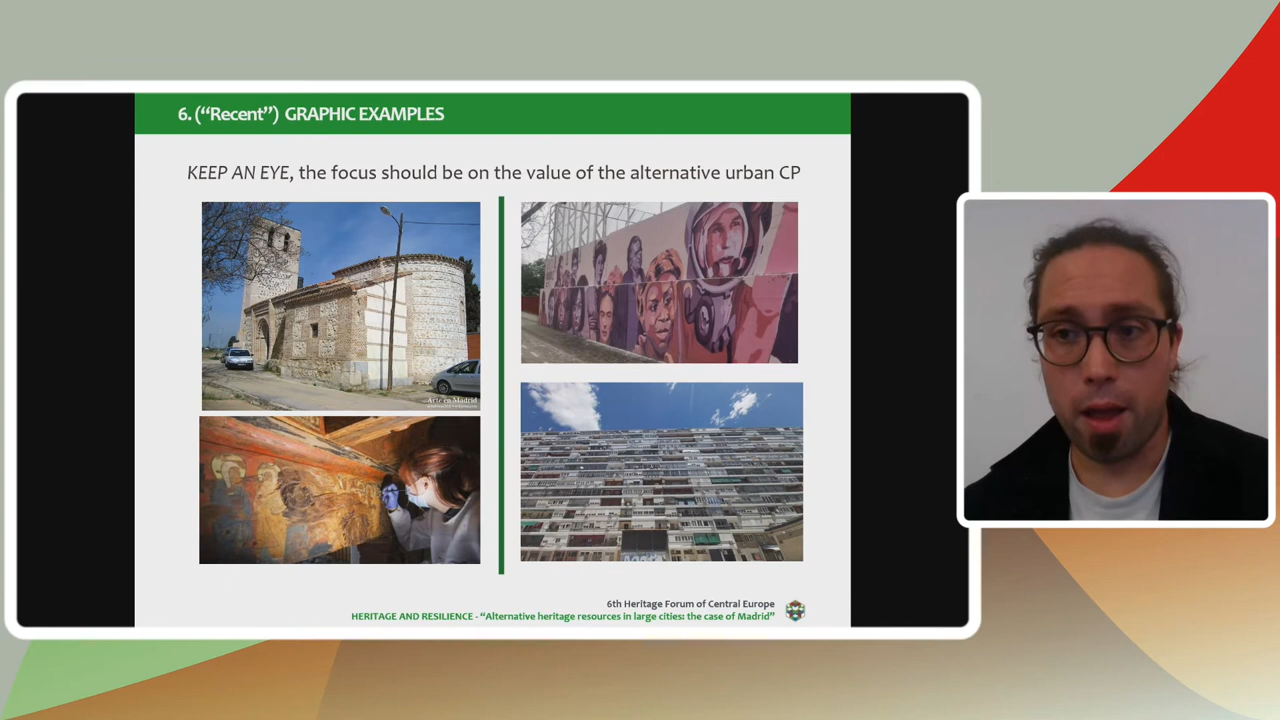 6. (“Recent”) GRAPHIC EXAMPLES
KEEP AN EYE, the focus should be on the value of the alternative urban CP
Arte en Madrid
6th Heritage Forum of Central Europe
HERITAGE AND RESILIENCE - “Alternative heritage resources in large cities: the case of Madrid”